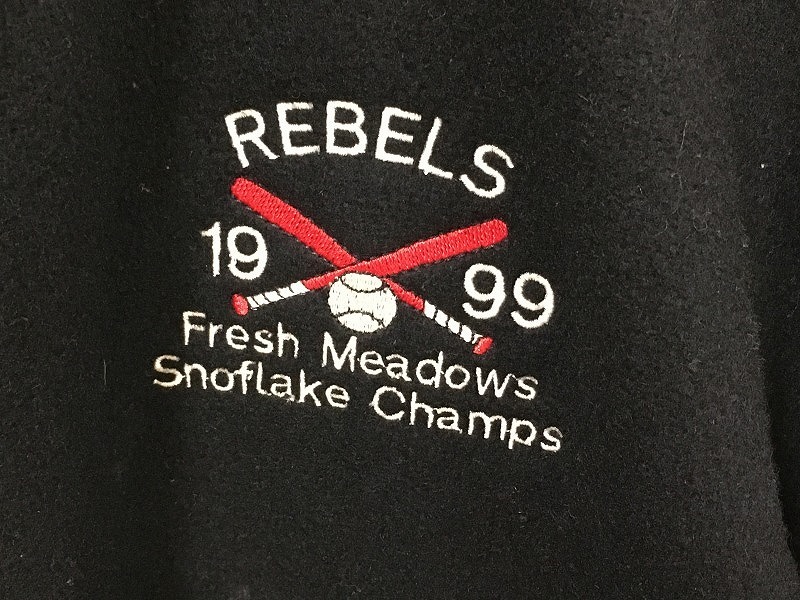 REBELS
19 99
Fresh Meadows
Snoflake Champs